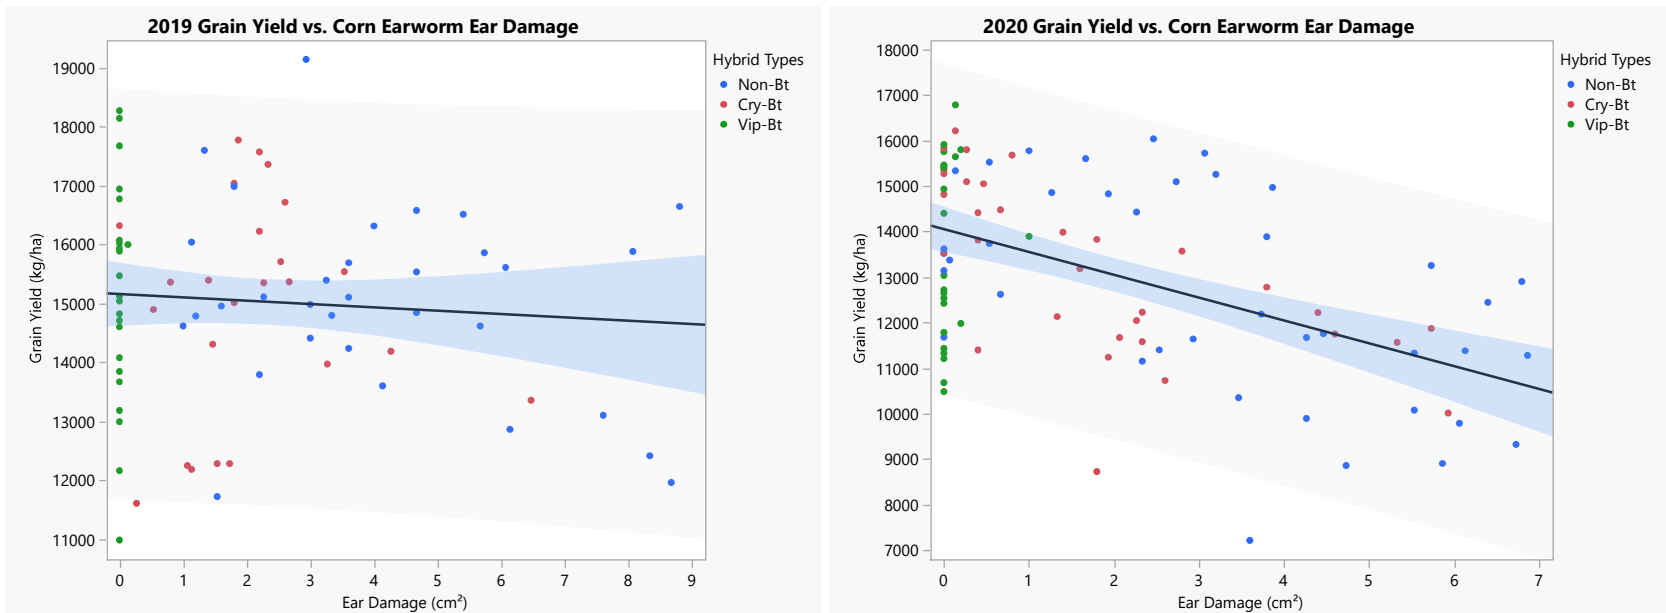 2019 Grain Yield vs. Corn Earworm Ear Damage
Grain Yield (kg/ha)
19000
18000
17000
16000
15000
14000
13000
12000
11000
0 1 2 3 4 5 6 7 8 9
Ear Damage (cm²)
Hybrid Types
Non-Bt
Cry-Bt
Vip-Bt
2020 Grain Yield vs. Corn Earworm Ear Damage
Grain Yield (kg/ha)
18000
17000
16000
15000
14000
13000
12000
11000
10000
9000
8000
7000
0 1 2 3 4 5 6 7
Ear Damage (cm²)
Hybrid Types
Non-Bt
Cry-Bt
Vip-Bt